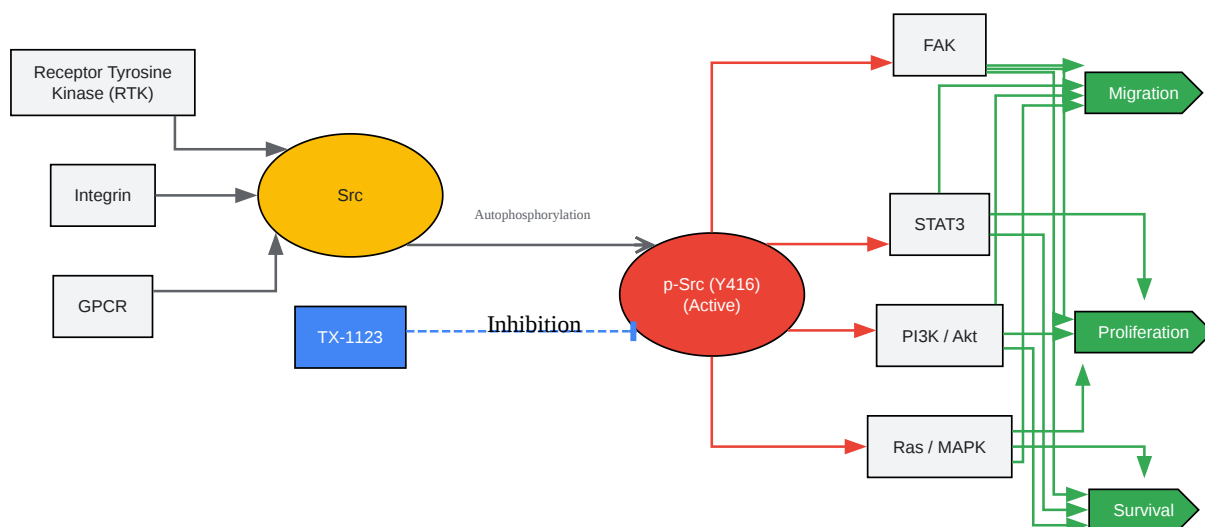 Receptor Tyrosine
Kinase (RTK)
Integrin
GPCR
Src
Autophosphorylation
TX-1123
Inhibition
p-Src (Y416)
(Active)
FAK
STAT3
PI3K / Akt
Ras / MAPK
Migration
Proliferation
Survival